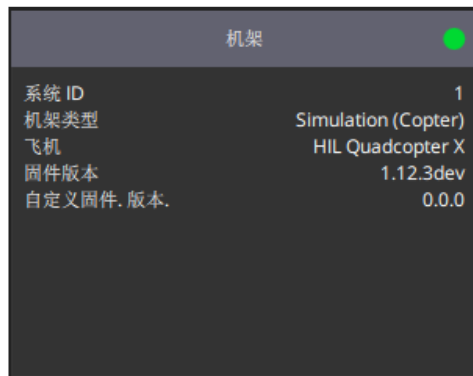 机架
系统 ID 1
机架类型 Simulation (Copter)
飞机 HIL Quadcopter X
固件版本 1.12.3dev
自定义固件. 版本. 0.0.0